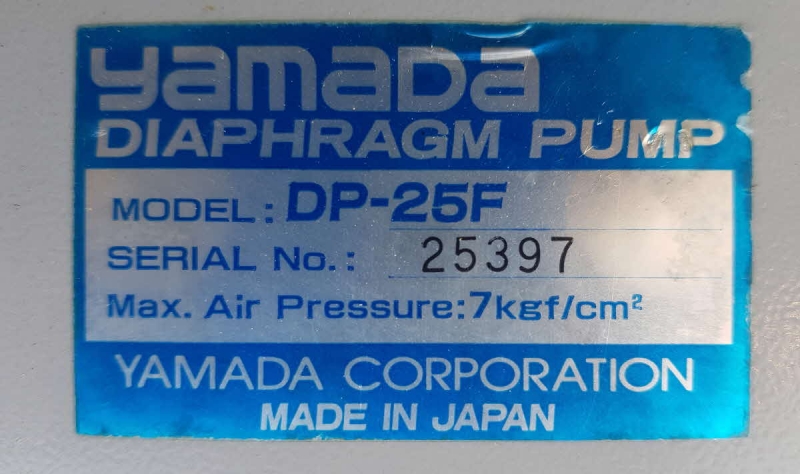 yamada
DIAPHRAGM PUMP
MODEL: DP-25F
SERIAL No.: 25397
Max. Air Pressure:7kgf/cm²
YAMADA CORPORATION
MADE IN JAPAN